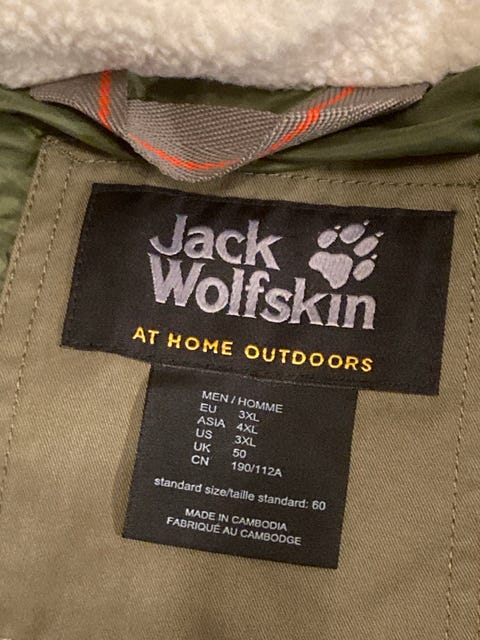 Jack
Wolfskin
AT HOME OUTDOORS
MEN / HOMME
EU 3XL
ASIA 4XL
US 3XL
UK 50
CN 190/112A
standard size/taille standard: 60
MADE IN CAMBODIA
FABRIQUÉ AU CAMBODGE